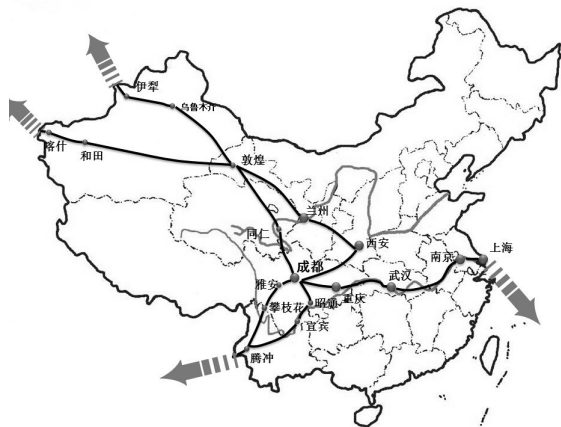 伊犁
乌鲁木齐
喀什
和田
敦煌
兰州
同仁
西安
上海
南京
成都
武汉
雅安
重庆
昭通
攀枝花
宜宾
腾冲